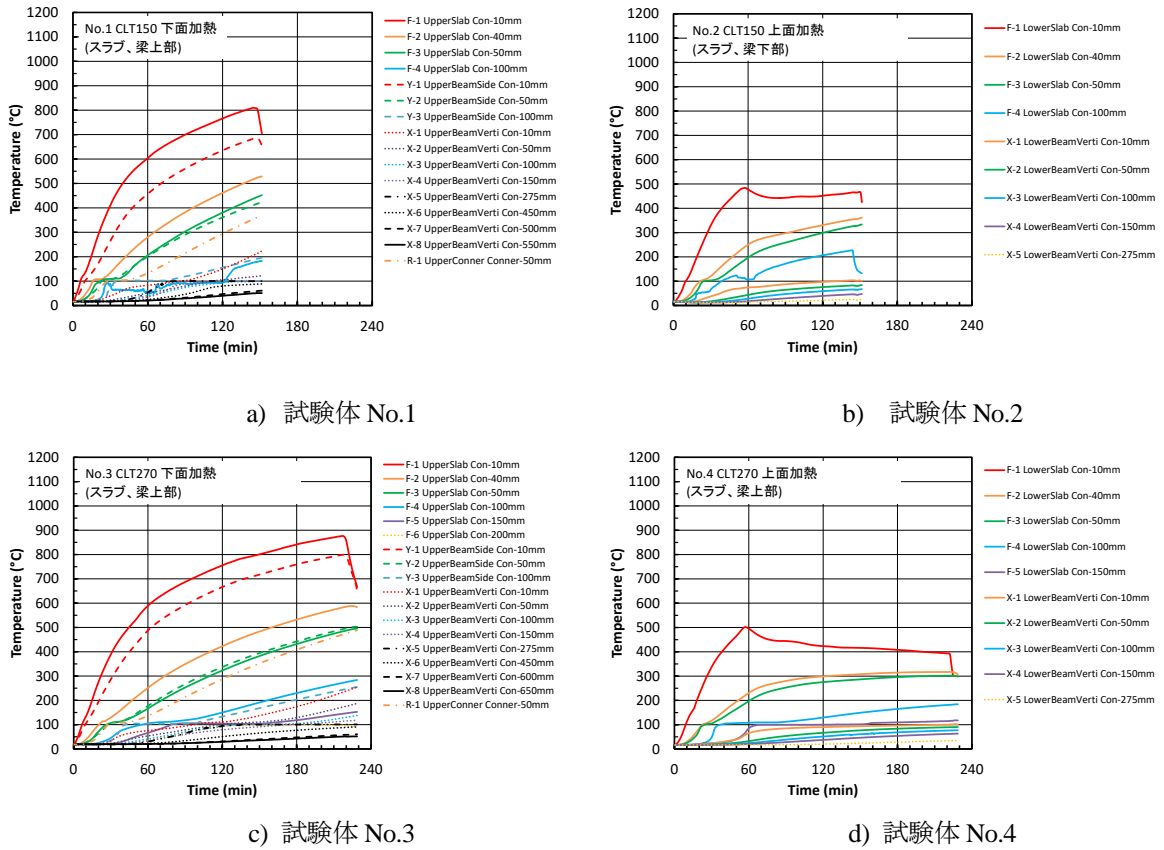 No.1 CLT150 下面加熱
(スラブ、梁上部)
Temperature (°C)
1200
1100
1000
900
800
700
600
500
400
300
200
100
0
0 60 120 180 240
Time (min)
F-1 UpperSlab Con-10mm
F-2 UpperSlab Con-40mm
F-3 UpperSlab Con-50mm
F-4 UpperSlab Con-100mm
Y-1 UpperBeamSide Con-10mm
Y-2 UpperBeamSide Con-50mm
Y-3 UpperBeamSide Con-100mm
X-1 UpperBeamVerti Con-10mm
X-2 UpperBeamVerti Con-50mm
X-3 UpperBeamVerti Con-100mm
X-4 UpperBeamVerti Con-150mm
X-5 UpperBeamVerti Con-275mm
X-6 UpperBeamVerti Con-450mm
X-7 UpperBeamVerti Con-500mm
X-8 UpperBeamVerti Con-550mm
R-1 UpperConner Conner-50mm
a) 試験体 No.1
No.2 CLT150 上面加熱
(スラブ、梁下部)
Temperature (°C)
1200
1100
1000
900
800
700
600
500
400
300
200
100
0
0 60 120 180 240
Time (min)
F-1 LowerSlab Con-10mm
F-2 LowerSlab Con-40mm
F-3 LowerSlab Con-50mm
F-4 LowerSlab Con-100mm
X-1 LowerBeamVerti Con-10mm
X-2 LowerBeamVerti Con-50mm
X-3 LowerBeamVerti Con-100mm
X-4 LowerBeamVerti Con-150mm
X-5 LowerBeamVerti Con-275mm
b) 試験体 No.2
No.3 CLT270 下面加熱
(スラブ、梁上部)
Temperature (°C)
1200
1100
1000
900
800
700
600
500
400
300
200
100
0
0 60 120 180 240
Time (min)
F-1 UpperSlab Con-10mm
F-2 UpperSlab Con-40mm
F-3 UpperSlab Con-50mm
F-4 UpperSlab Con-100mm
F-5 UpperSlab Con-150mm
F-6 UpperSlab Con-200mm
Y-1 UpperBeamSide Con-10mm
Y-2 UpperBeamSide Con-50mm
Y-3 UpperBeamSide Con-100mm
X-1 UpperBeamVerti Con-10mm
X-2 UpperBeamVerti Con-50mm
X-3 UpperBeamVerti Con-100mm
X-4 UpperBeamVerti Con-150mm
X-5 UpperBeamVerti Con-275mm
X-6 UpperBeamVerti Con-450mm
X-7 UpperBeamVerti Con-600mm
X-8 UpperBeamVerti Con-650mm
R-1 UpperConner Conner-50mm
c) 試験体 No.3
No.4 CLT270 上面加熱
(スラブ、梁上部)
Temperature (°C)
1200
1100
1000
900
800
700
600
500
400
300
200
100
0
0 60 120 180 240
Time (min)
F-1 LowerSlab Con-10mm
F-2 LowerSlab Con-40mm
F-3 LowerSlab Con-50mm
F-4 LowerSlab Con-100mm
F-5 LowerSlab Con-150mm
X-1 LowerBeamVerti Con-10mm
X-2 LowerBeamVerti Con-50mm
X-3 LowerBeamVerti Con-100mm
X-4 LowerBeamVerti Con-150mm
X-5 LowerBeamVerti Con-275mm
d) 試験体 No.4